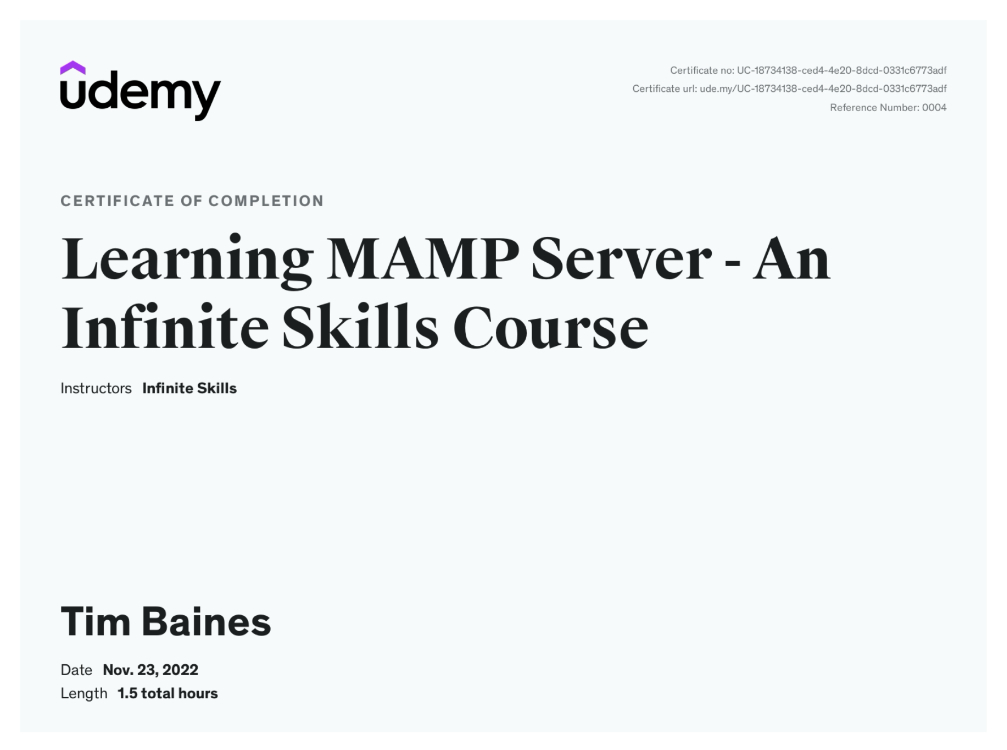 udemy
Certificate no: UC-18734138-ced4-4e20-8dcd-0331c6773adf
Certificate url: ude.my/UC-18734138-ced4-4e20-8dcd-0331c6773adf
Reference Number: 0004
CERTIFICATE OF COMPLETION
Learning MAMP Server - An
Infinite Skills Course
Instructors Infinite Skills
Tim Baines
Date Nov. 23, 2022
Length 1.5 total hours